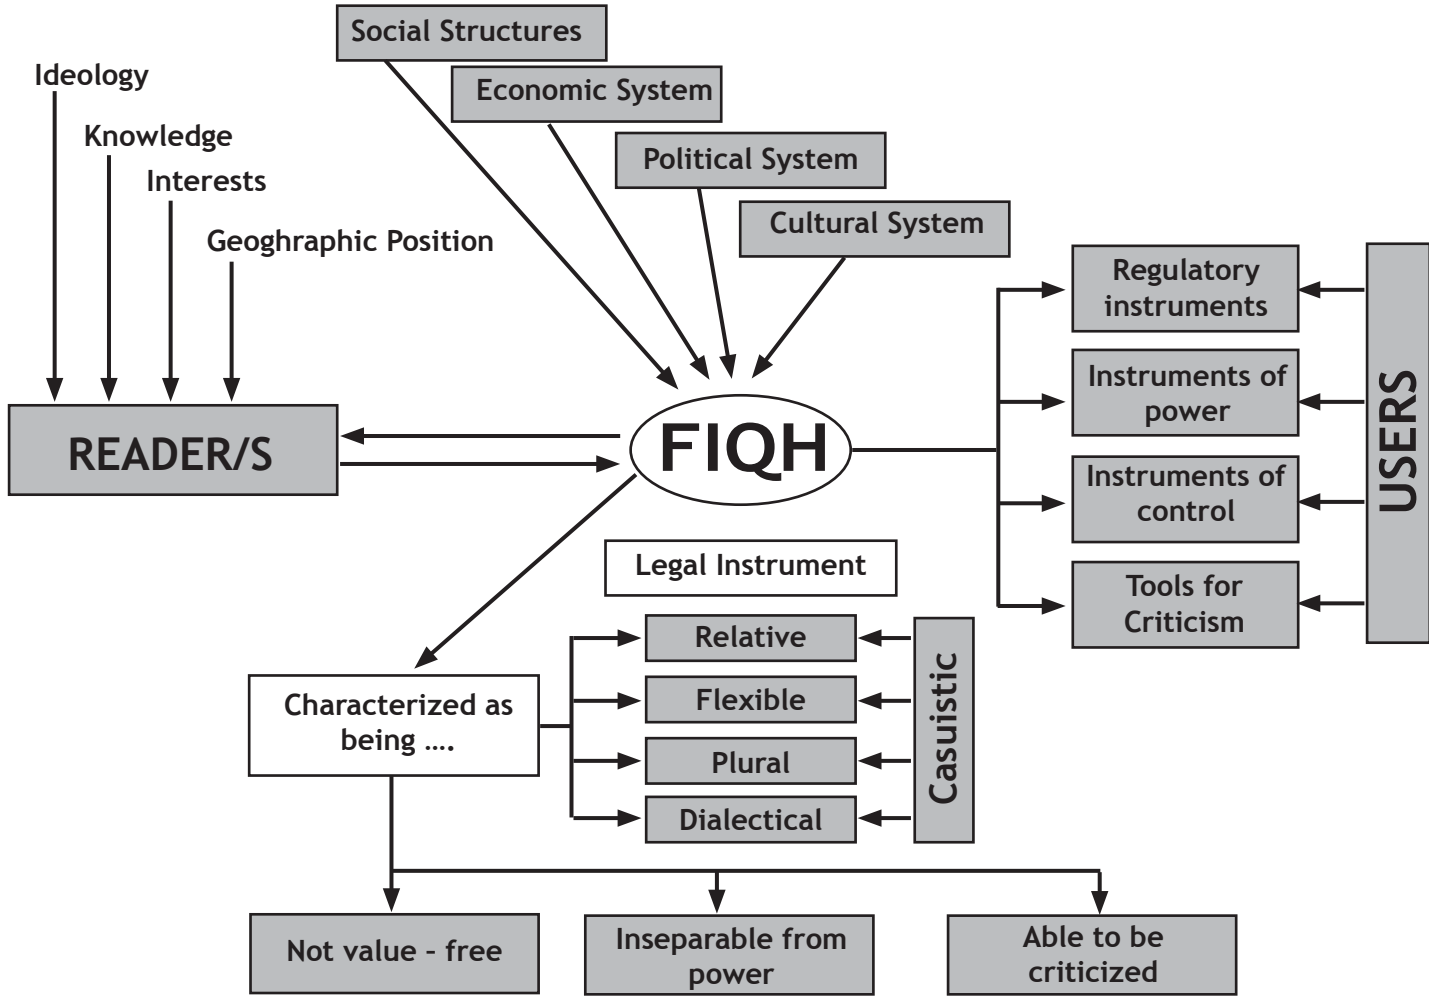 Social Structures
Economic System
Political System
Cultural System
Ideology
Knowledge
Interests
Geoghraphic Position
READER/S
FIQH
Regulatory
instruments
Instruments of
power
Instruments of
control
Tools for
Criticism
USERS
Legal Instrument
Characterized as
being ....
Relative
Flexible
Plural
Dialectical
Casuistic
Not value - free
Inseparable from
power
Able to be
criticized